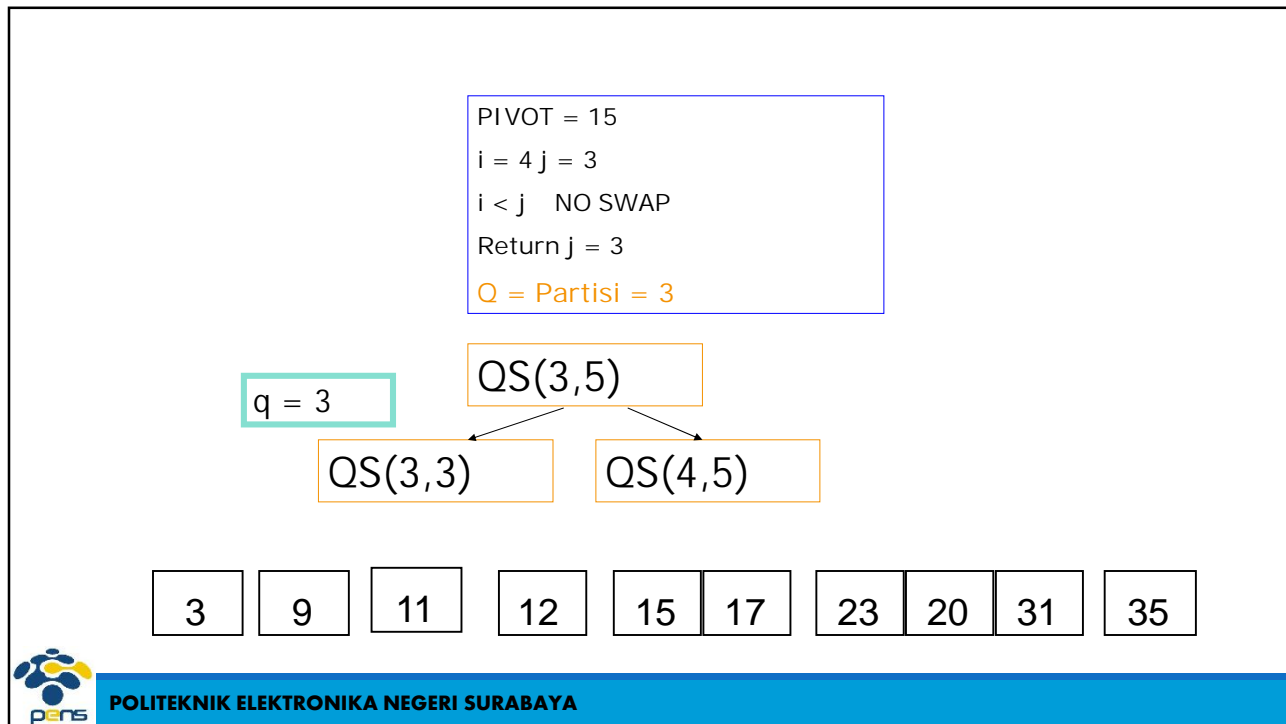 PIVOT = 15
i = 4 j = 3
i < j NO SWAP
Return j = 3
Q = Partisi = 3
QS(3,5)
q = 3
QS(3,3) QS(4,5)
3 9 11 12 15 17 23 20 31 35
pens
POLITEKNIK ELEKTRONIKA NEGERI SURABAYA